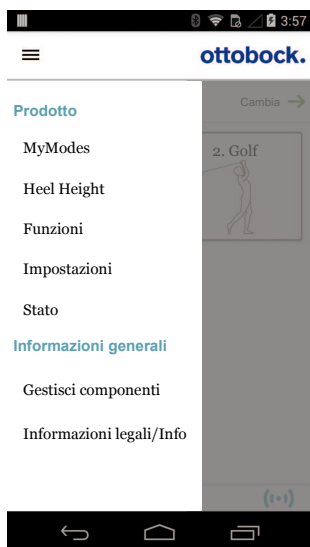 3:57
ottobock.
Cambia
Prodotto
MyModes
2. Golf
Heel Height
Funzioni
Impostazioni
Stato
Informazioni generali
Gestisci componenti
Informazioni legali/Info